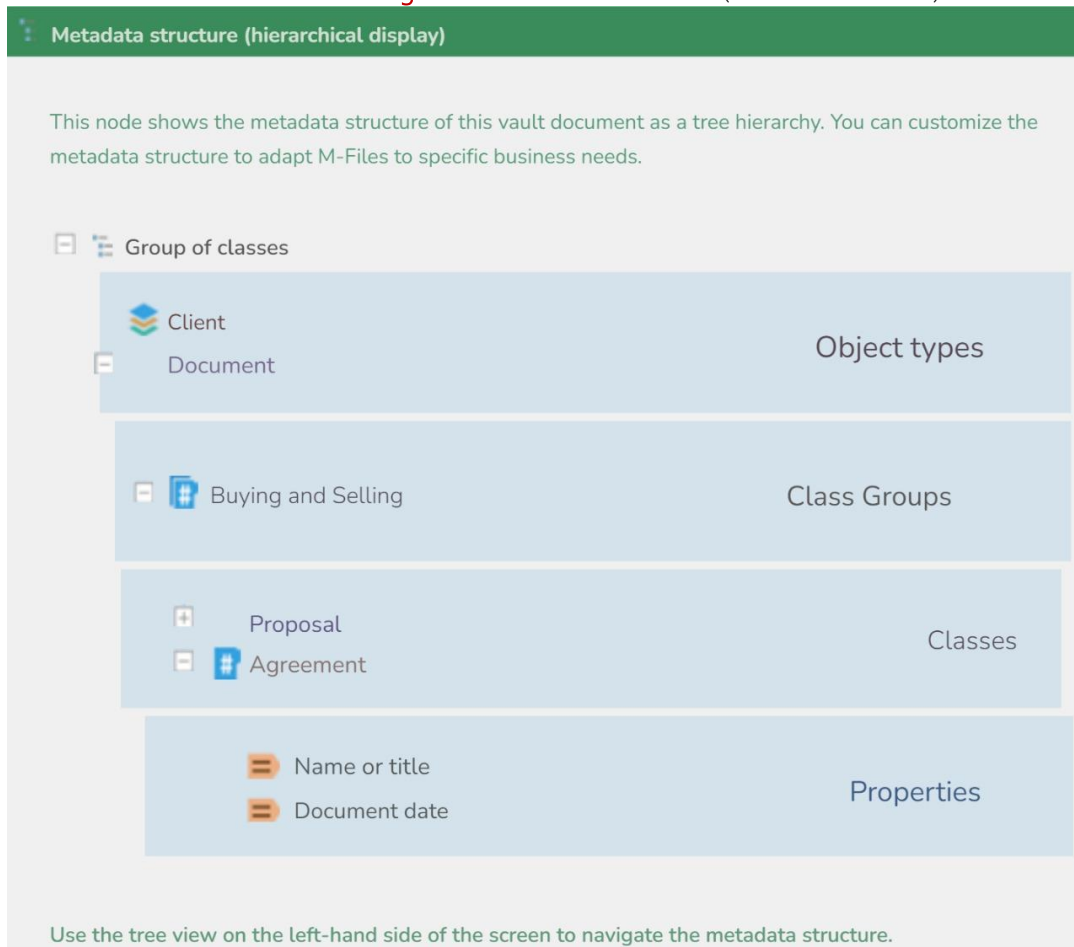 Metadata structure (hierarchical display)
This node shows the metadata structure of this vault document as a tree hierarchy. You can customize the
metadata structure to adapt M-Files to specific business needs.
Group of classes
Client
Document
Object types
Buying and Selling
Class Groups
Proposal
Agreement
Classes
Name or title
Document date
Properties
Use the tree view on the left-hand side of the screen to navigate the metadata structure.